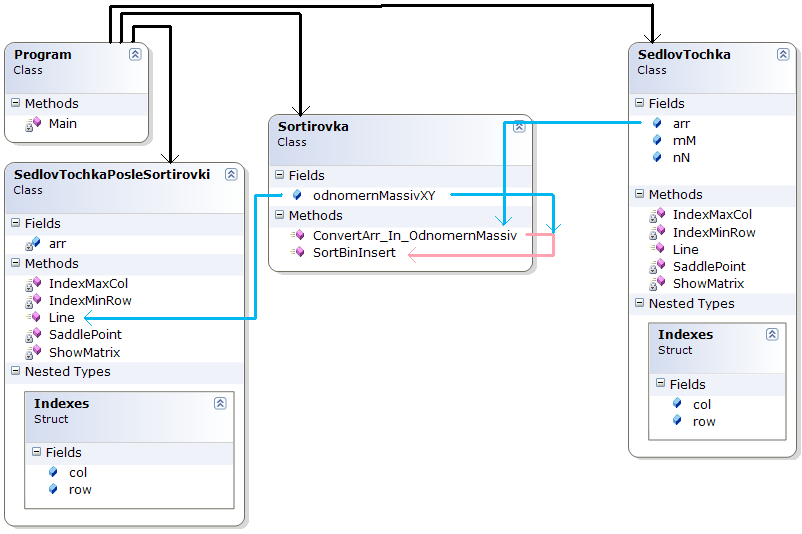 Program
Class
Methods
Main
SedlovTochkaPosleSortirovki
Class
Fields
arr
Methods
IndexMaxCol
IndexMinRow
Line
SaddlePoint
ShowMatrix
Nested Types
Indexes
Struct
Fields
col
row
Sortirovka
Class
Fields
odnomernMassivXY
Methods
ConvertArr_In_OdnomernMassiv
SortBinInsert
SedlovTochka
Class
Fields
arr
mM
nN
Methods
IndexMaxCol
IndexMinRow
Line
SaddlePoint
ShowMatrix
Nested Types
Indexes
Struct
Fields
col
row